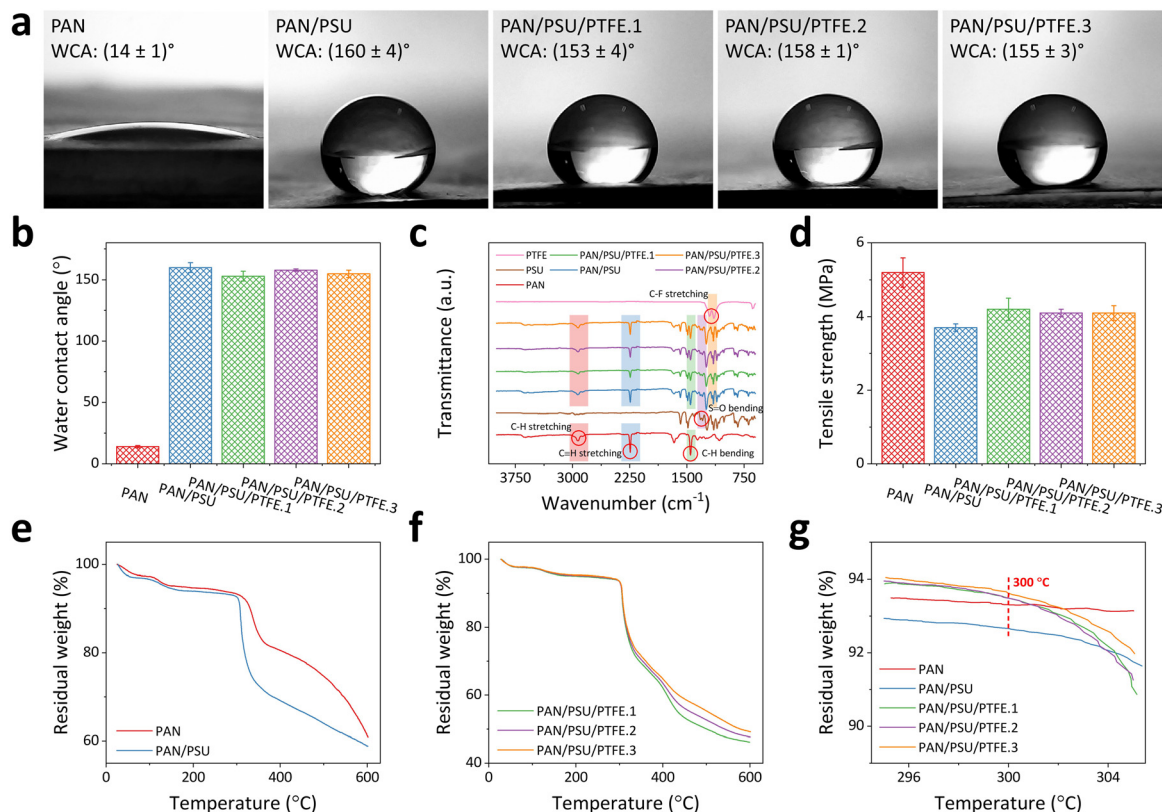 a
PAN
WCA: (14 ± 1)°
PAN/PSU
WCA: (160 ± 4)°
PAN/PSU/PTFE.1
WCA: (153 ± 4)°
PAN/PSU/PTFE.2
WCA: (158 ± 1)°
PAN/PSU/PTFE.3
WCA: (155 ± 3)°
b
Water contact angle (°)
150
100
50
0
PAN
PAN/PSU
PAN/PSU/PTFE.1
PAN/PSU/PTFE.2
PAN/PSU/PTFE.3
c
Transmittance (a.u.)
PTFE
PAN/PSU/PTFE.1
PAN/PSU/PTFE.3
PSU
PAN/PSU
PAN/PSU/PTFE.2
PAN
C-F stretching
S=O bending
C-H stretching
C=H stretching
C-H bending
3750
3000
2250
1500
750
Wavenumber (cm⁻¹)
d
Tensile strength (MPa)
6
4
2
0
PAN
PAN/PSU
PAN/PSU/PTFE.1
PAN/PSU/PTFE.2
PAN/PSU/PTFE.3
e
Residual weight (%)
100
80
60
PAN
PAN/PSU
0
200
400
600
Temperature (°C)
f
Residual weight (%)
100
80
60
40
PAN/PSU/PTFE.1
PAN/PSU/PTFE.2
PAN/PSU/PTFE.3
0
200
400
600
Temperature (°C)
g
Residual weight (%)
94
92
90
300 °C
PAN
PAN/PSU
PAN/PSU/PTFE.1
PAN/PSU/PTFE.2
PAN/PSU/PTFE.3
296
300
304
Temperature (°C)